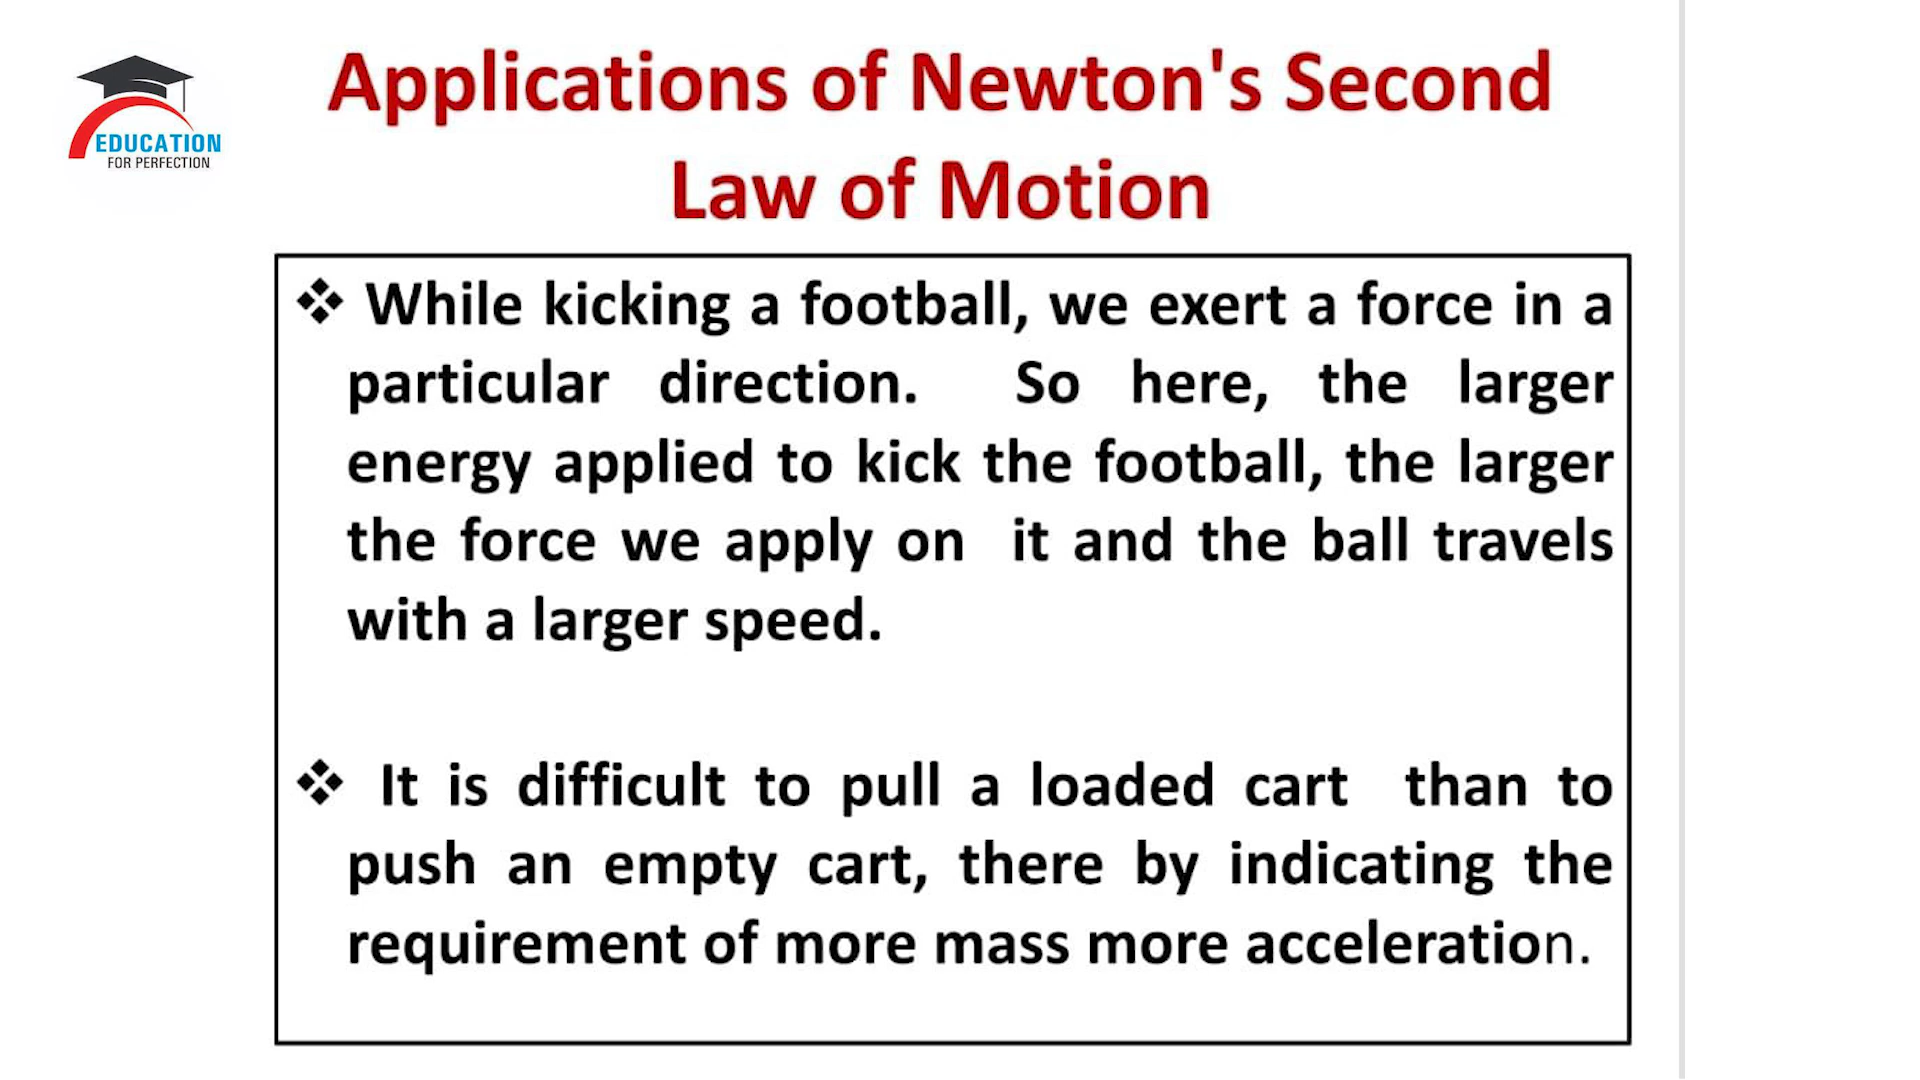 EDUCATION
FOR PERFECTION
Applications of Newton's Second
Law of Motion
❖ While kicking a football, we exert a force in a
particular direction. So here, the larger
energy applied to kick the football, the larger
the force we apply on it and the ball travels
with a larger speed.
❖ It is difficult to pull a loaded cart than to
push an empty cart, there by indicating the
requirement of more mass more acceleration.